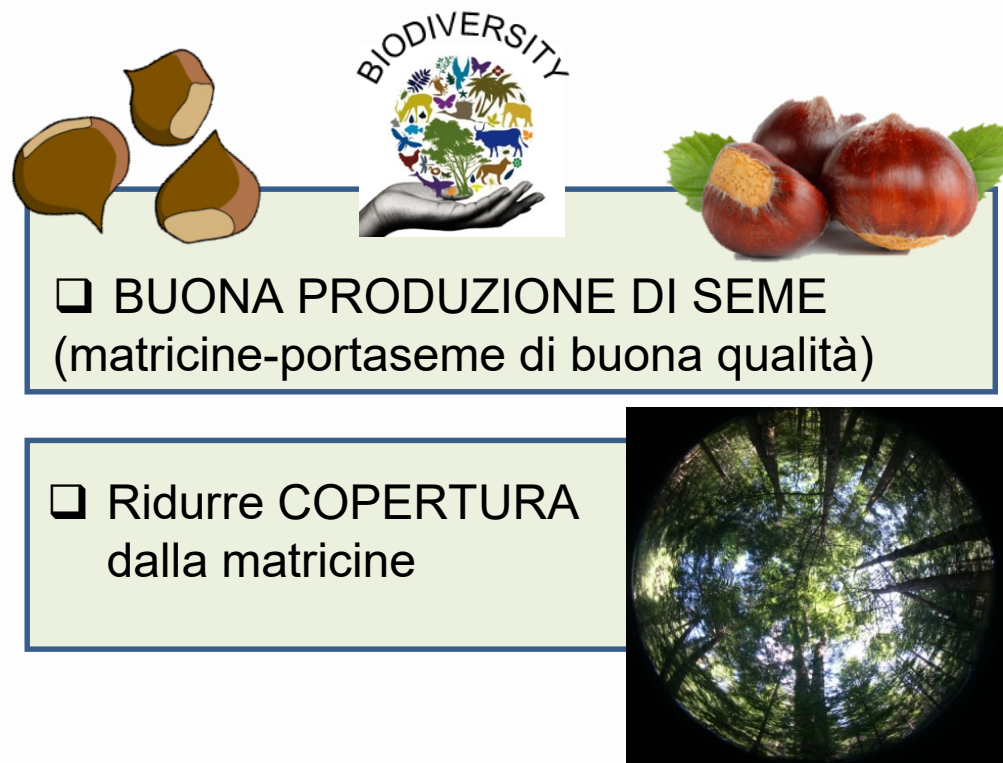 BIODIVERSITY
❑ BUONA PRODUZIONE DI SEME
(matricine-portaseme di buona qualità)
❑ Ridurre COPERTURA
dalla matricine